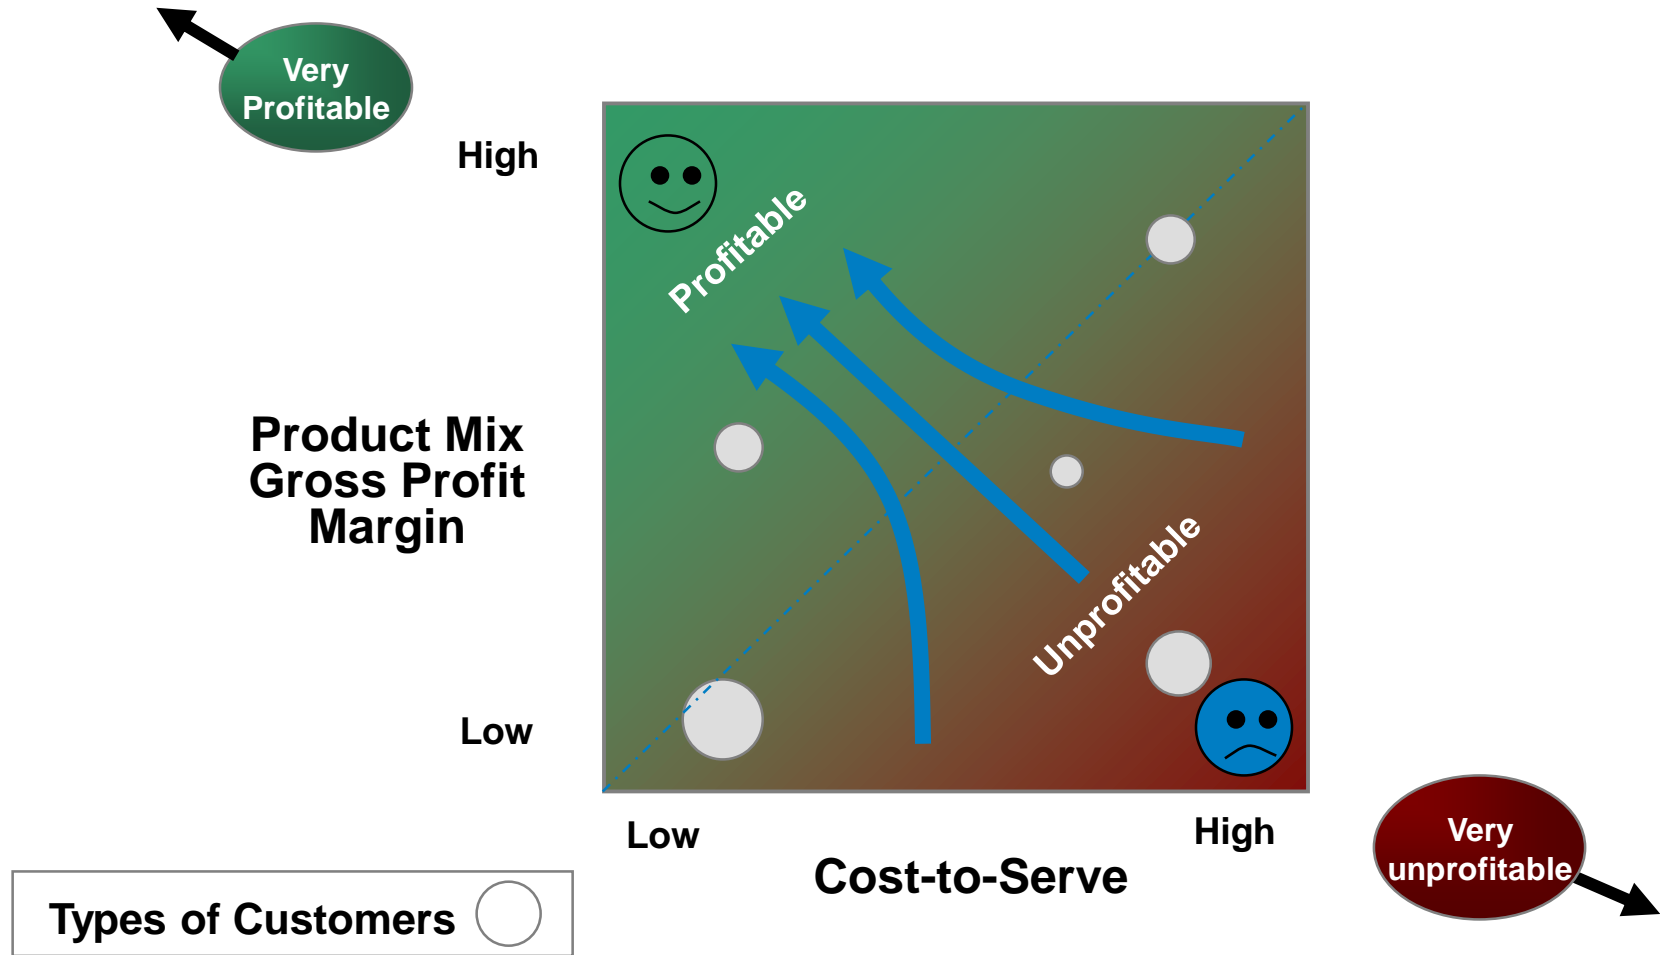 Very
Profitable
High
Profitable
Product Mix
Gross Profit
Margin
Unprofitable
Low
Low
High
Cost-to-Serve
Very
unprofitable
Types of Customers